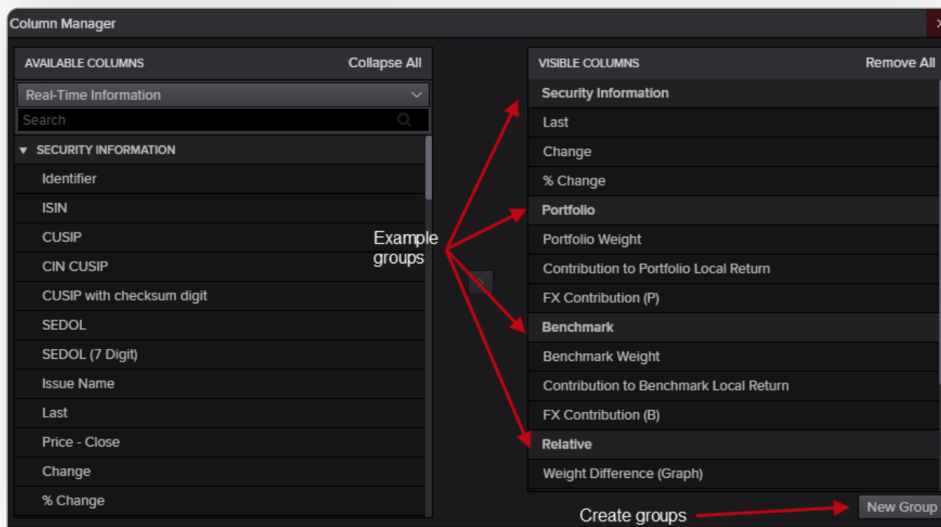 Column Manager
AVAILABLE COLUMNS
Collapse All
Real-Time Information
Search
SECURITY INFORMATION
Identifier
ISIN
CUSIP
CIN CUSIP
CUSIP with checksum digit
SEDOL
SEDOL (7 Digit)
Issue Name
Last
Price - Close
Change
% Change
Example
groups
VISIBLE COLUMNS
Remove All
Security Information
Last
Change
% Change
Portfolio
Portfolio Weight
Contribution to Portfolio Local Return
FX Contribution (P)
Benchmark
Benchmark Weight
Contribution to Benchmark Local Return
FX Contribution (B)
Relative
Weight Difference (Graph)
Create groups
New Group